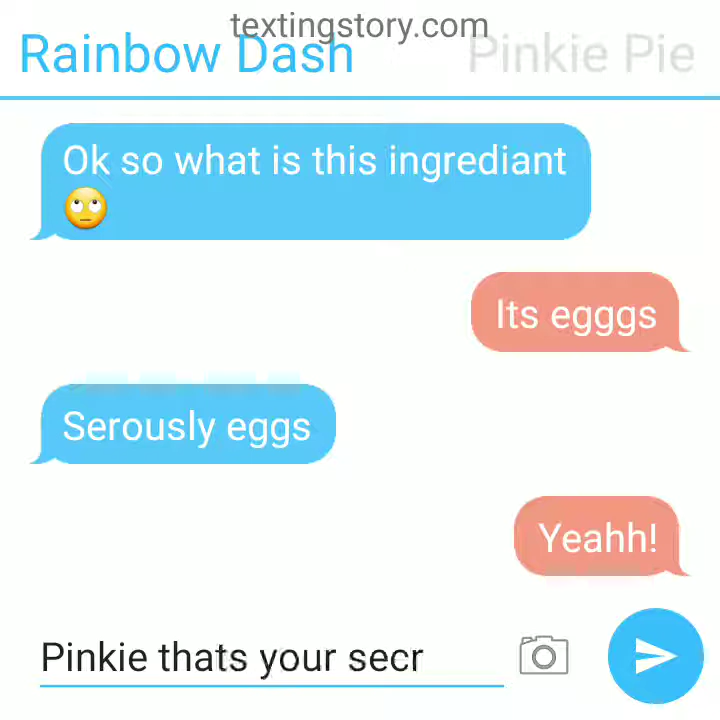 textingstory.com
Rainbow Dash
Pinkie Pie
Ok so what is this ingrediant
🙄
Its egggs
Serously eggs
Yeahh!
Pinkie thats your secr